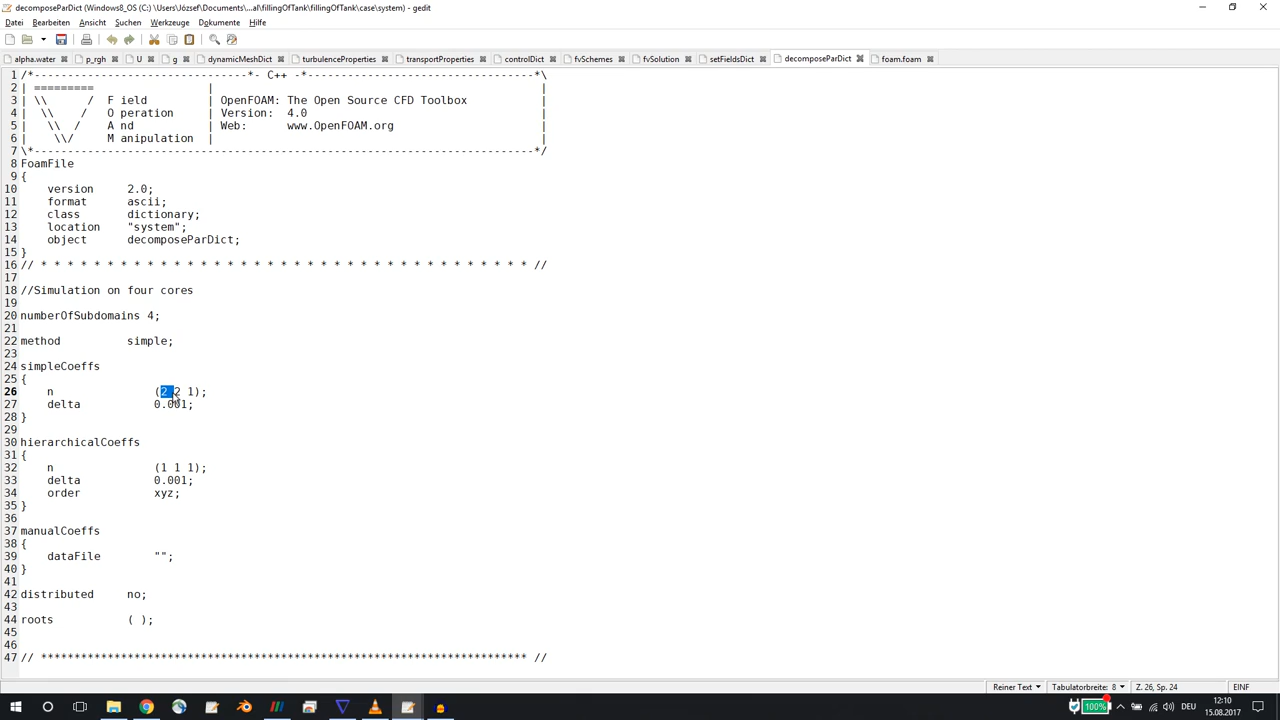 decomposeParDict (Windows8_OS (C:) \Users\József\Documents\...al\fillingOfTank\fillingOfTank\case\system) - gedit
Datei Bearbeiten Ansicht Suchen Werkzeuge Dokumente Hilfe
alpha.water p_rgh U g dynamicMeshDict turbulenceProperties transportProperties controlDict fvSchemes fvSolution setFieldsDict decomposeParDict foam.foam
1 /*--------------------------------*- C++ -*----------------------------------*\
2 | ========= | |
3 | \\ / F ield | OpenFOAM: The Open Source CFD Toolbox |
4 | \\ / O peration | Version: 4.0 |
5 | \\ / A nd | Web: www.OpenFOAM.org |
6 | \\/ M anipulation | |
7 \*---------------------------------------------------------------------------*/
8 FoamFile
9 {
10 version 2.0;
11 format ascii;
12 class dictionary;
13 location "system";
14 object decomposeParDict;
15 }
16 // * * * * * * * * * * * * * * * * * * * * * * * * * * * * * * * * * * * * * //
17
18 //Simulation on four cores
19
20 numberOfSubdomains 4;
21
22 method simple;
23
24 simpleCoeffs
25 {
26 n (2 2 1);
27 delta 0.001;
28 }
29
30 hierarchicalCoeffs
31 {
32 n (1 1 1);
33 delta 0.001;
34 order xyz;
35 }
36
37 manualCoeffs
38 {
39 dataFile "";
40 }
41
42 distributed no;
43
44 roots ( );
45
46
47 // ************************************************************************* //
Reiner Text Tabulatorbreite: 8 Z. 26, Sp. 24 EINF
100% DEU 12:10
15.08.2017